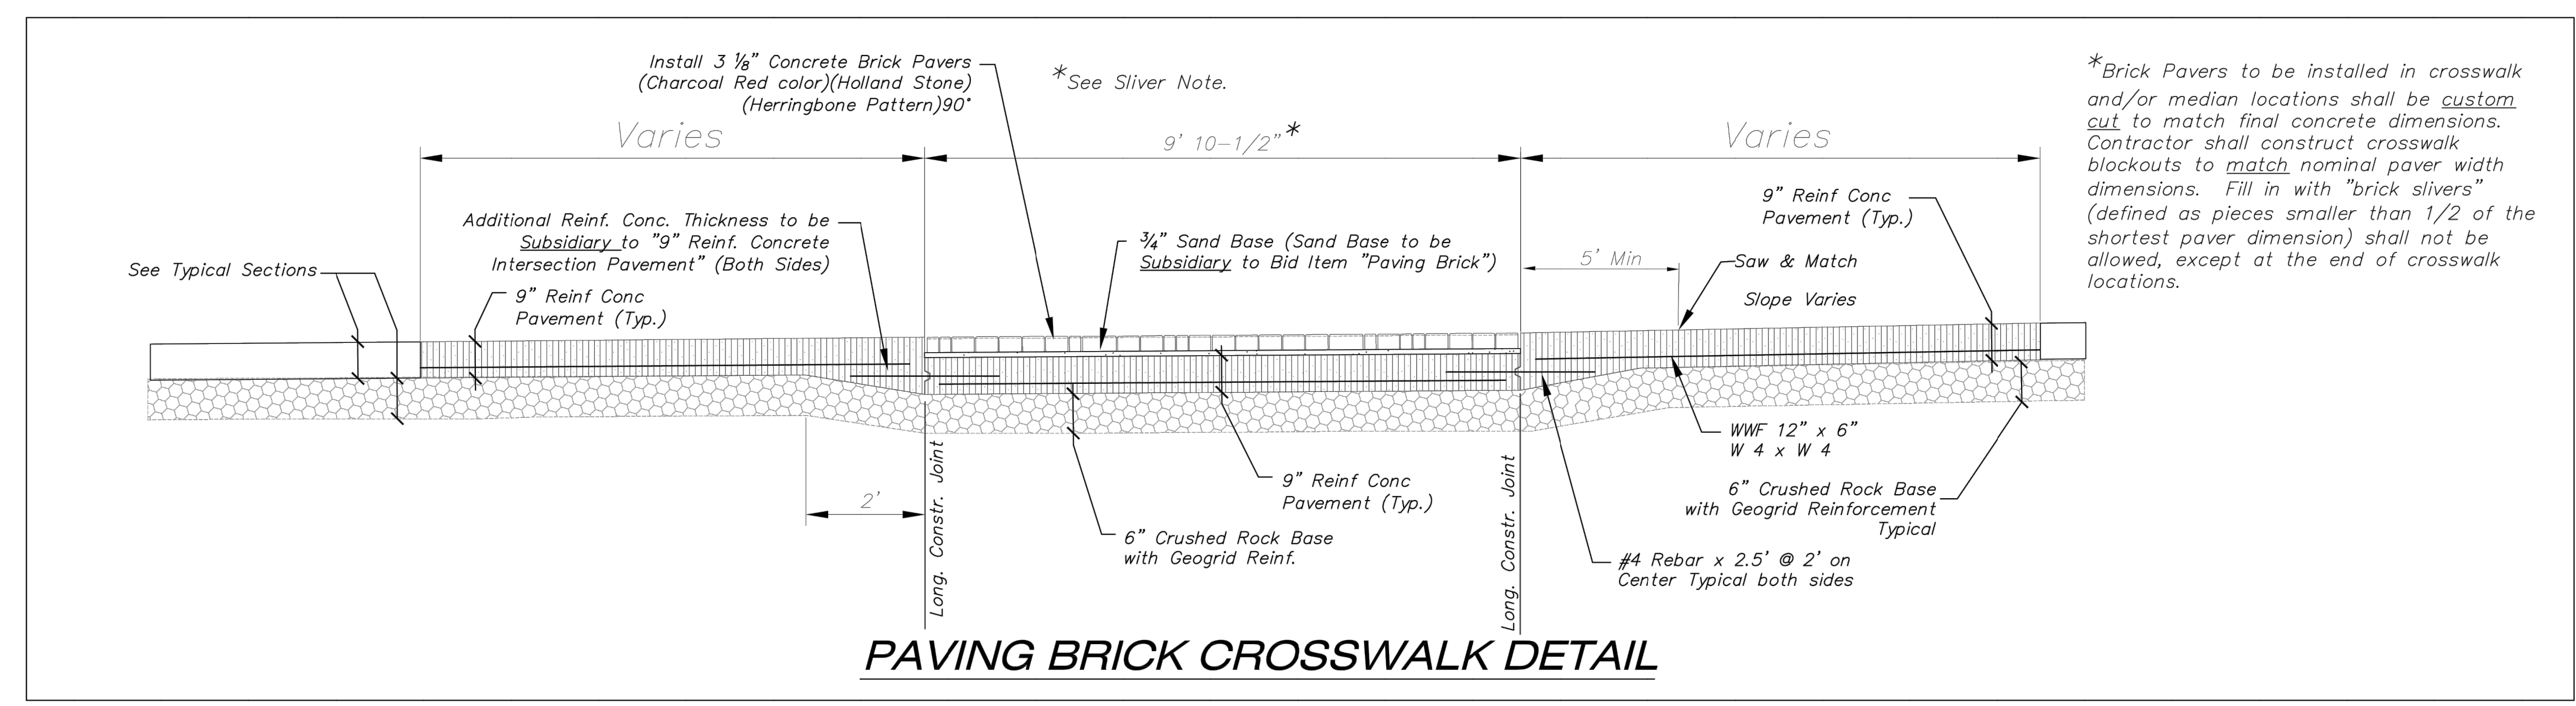 Install 3 ⅛" Concrete Brick Pavers
(Charcoal Red color)(Holland Stone)
(Herringbone Pattern)90°
*See Sliver Note.
Varies
9' 10-1/2"*
Varies
*Brick Pavers to be installed in crosswalk
and/or median locations shall be custom
cut to match final concrete dimensions.
Contractor shall construct crosswalk
blockouts to match nominal paver width
dimensions. Fill in with "brick slivers"
(defined as pieces smaller than 1/2 of the
shortest paver dimension) shall not be
allowed, except at the end of crosswalk
locations.
Additional Reinf. Conc. Thickness to be
Subsidiary to "9" Reinf. Concrete
Intersection Pavement" (Both Sides)
See Typical Sections
9" Reinf Conc
Pavement (Typ.)
¾" Sand Base (Sand Base to be
Subsidiary to Bid Item "Paving Brick")
9" Reinf Conc
Pavement (Typ.)
5' Min
Saw & Match
Slope Varies
2'
Long. Constr. Joint
6" Crushed Rock Base
with Geogrid Reinf.
9" Reinf Conc
Pavement (Typ.)
Long. Constr. Joint
WWF 12" x 6"
W 4 x W 4
6" Crushed Rock Base
with Geogrid Reinforcement
Typical
#4 Rebar x 2.5' @ 2' on
Center Typical both sides
PAVING BRICK CROSSWALK DETAIL